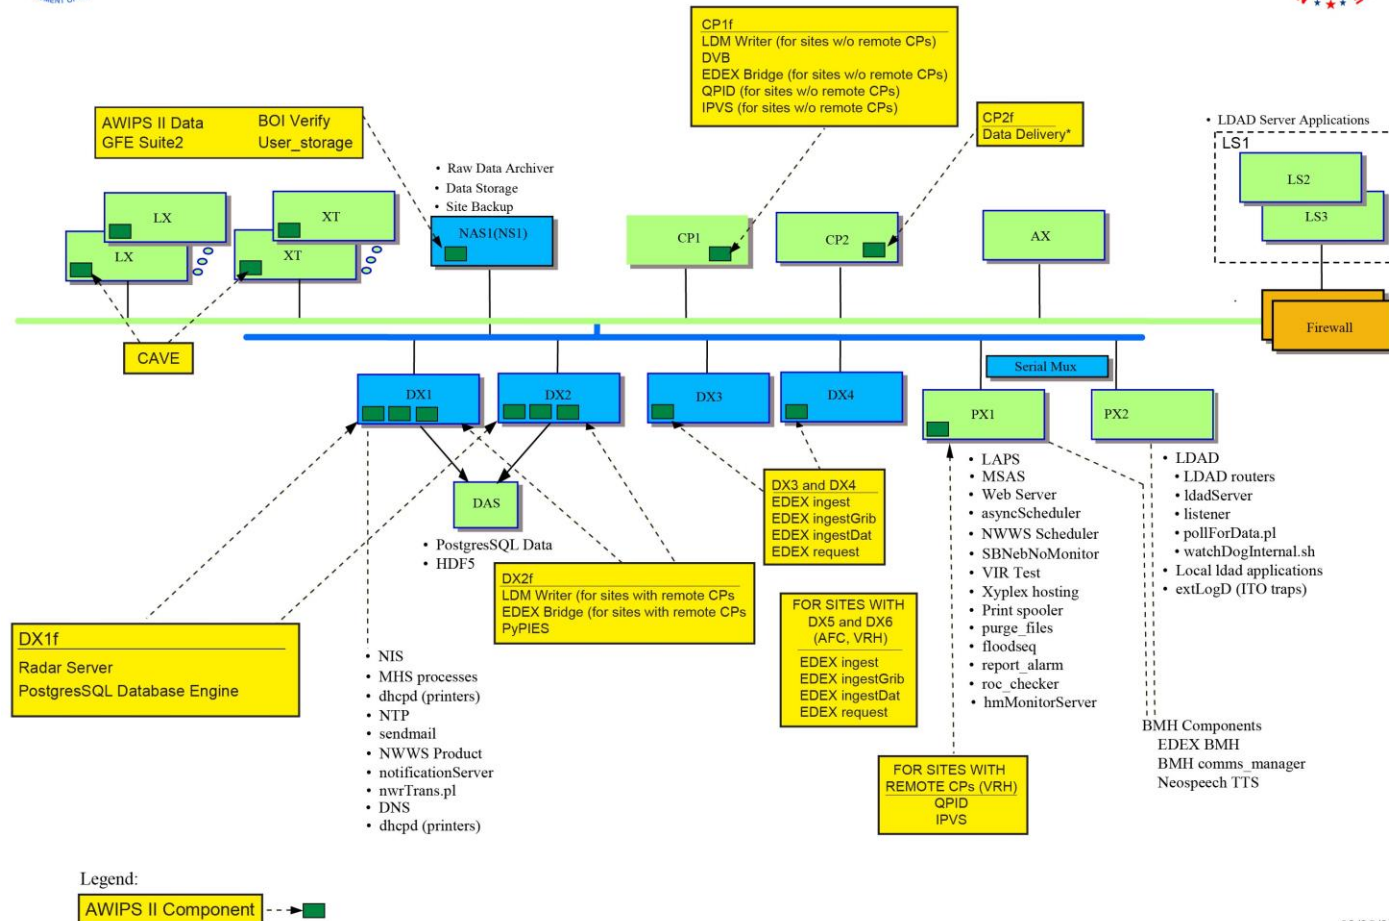 CP1f
LDM Writer (for sites w/o remote CPs)
DVB
EDEX Bridge (for sites w/o remote CPs)
QPID (for sites w/o remote CPs)
IPVS (for sites w/o remote CPs)
AWIPS II Data BOI Verify
GFE Suite2 User_storage
CP2f
Data Delivery*
• LDAD Server Applications
LS1
LS2
LS3
• Raw Data Archiver
• Data Storage
• Site Backup
LX
LX
XT
XT
NAS1(NS1)
CP1
CP2
AX
Firewall
CAVE
Serial Mux
DX1
DX2
DX3
DX4
PX1
PX2
DAS
• PostgresSQL Data
• HDF5
DX3 and DX4
EDEX ingest
EDEX ingestGrib
EDEX ingestDat
EDEX request
• LAPS
• MSAS
• Web Server
• asyncScheduler
• NWWS Scheduler
• SBNebNoMonitor
• VIR Test
• Xyplex hosting
• Print spooler
• purge_files
• floodseq
• report_alarm
• roc_checker
• hmMonitorServer
• LDAD
• LDAD routers
• ldadServer
• listener
• pollForData.pl
• watchDogInternal.sh
• Local ldad applications
• extLogD (ITO traps)
DX2f
LDM Writer (for sites with remote CPs
EDEX Bridge (for sites with remote CPs
PyPIES
FOR SITES WITH
DX5 and DX6
(AFC, VRH)
EDEX ingest
EDEX ingestGrib
EDEX ingestDat
EDEX request
DX1f
Radar Server
PostgresSQL Database Engine
• NIS
• MHS processes
• dhcpd (printers)
• NTP
• sendmail
• NWWS Product
• notificationServer
• nwrTrans.pl
• DNS
• dhcpd (printers)
BMH Components
EDEX BMH
BMH comms_manager
Neospeech TTS
FOR SITES WITH
REMOTE CPs (VRH)
QPID
IPVS
Legend:
AWIPS II Component